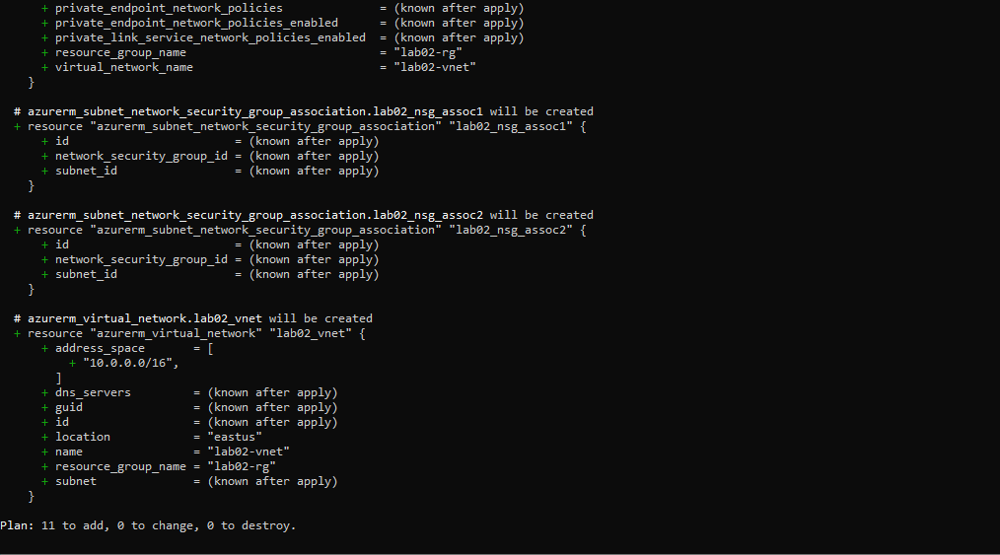 + private_endpoint_network_policies              = (known after apply)
+ private_endpoint_network_policies_enabled      = (known after apply)
+ private_link_service_network_policies_enabled  = (known after apply)
+ resource_group_name                            = "lab02-rg"
+ virtual_network_name                           = "lab02-vnet"
}
# azurerm_subnet_network_security_group_association.lab02_nsg_assoc1 will be created
+ resource "azurerm_subnet_network_security_group_association" "lab02_nsg_assoc1" {
+ id                        = (known after apply)
+ network_security_group_id = (known after apply)
+ subnet_id                 = (known after apply)
}
# azurerm_subnet_network_security_group_association.lab02_nsg_assoc2 will be created
+ resource "azurerm_subnet_network_security_group_association" "lab02_nsg_assoc2" {
+ id                        = (known after apply)
+ network_security_group_id = (known after apply)
+ subnet_id                 = (known after apply)
}
# azurerm_virtual_network.lab02_vnet will be created
+ resource "azurerm_virtual_network" "lab02_vnet" {
+ address_space       = [
+ "10.0.0.0/16",
]
+ dns_servers         = (known after apply)
+ guid                = (known after apply)
+ id                  = (known after apply)
+ location            = "eastus"
+ name                = "lab02-vnet"
+ resource_group_name = "lab02-rg"
+ subnet              = (known after apply)
}
Plan: 11 to add, 0 to change, 0 to destroy.